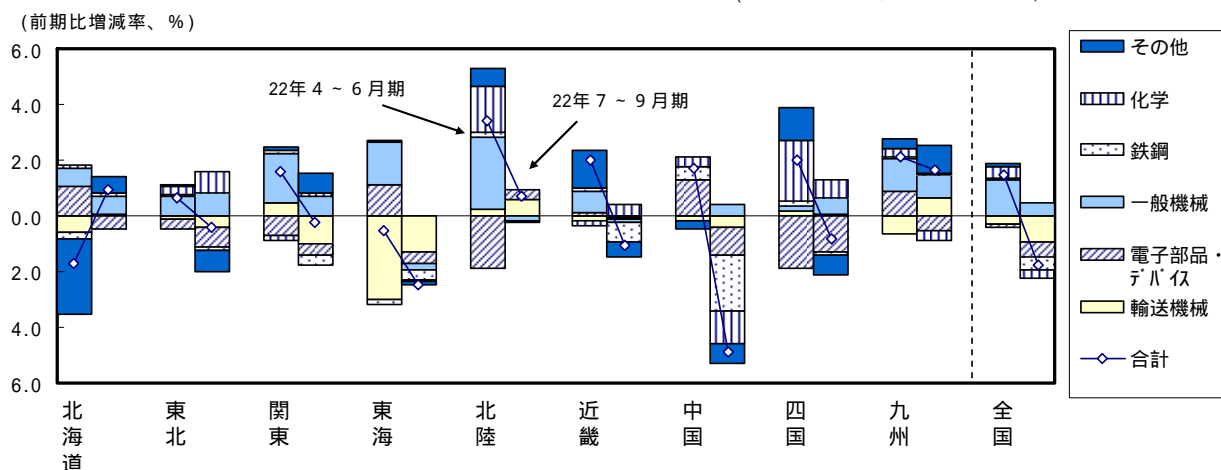 (前期比増減率、%)
6.0
4.0
2.0
0.0
2.0
4.0
6.0
22年4~6月期
22年7~9月期
北海道
東北
関東
東海
北陸
近畿
中国
四国
九州
全国
その他
化学
鉄鋼
一般機械
電子部品・
デバイス
輸送機械
合計